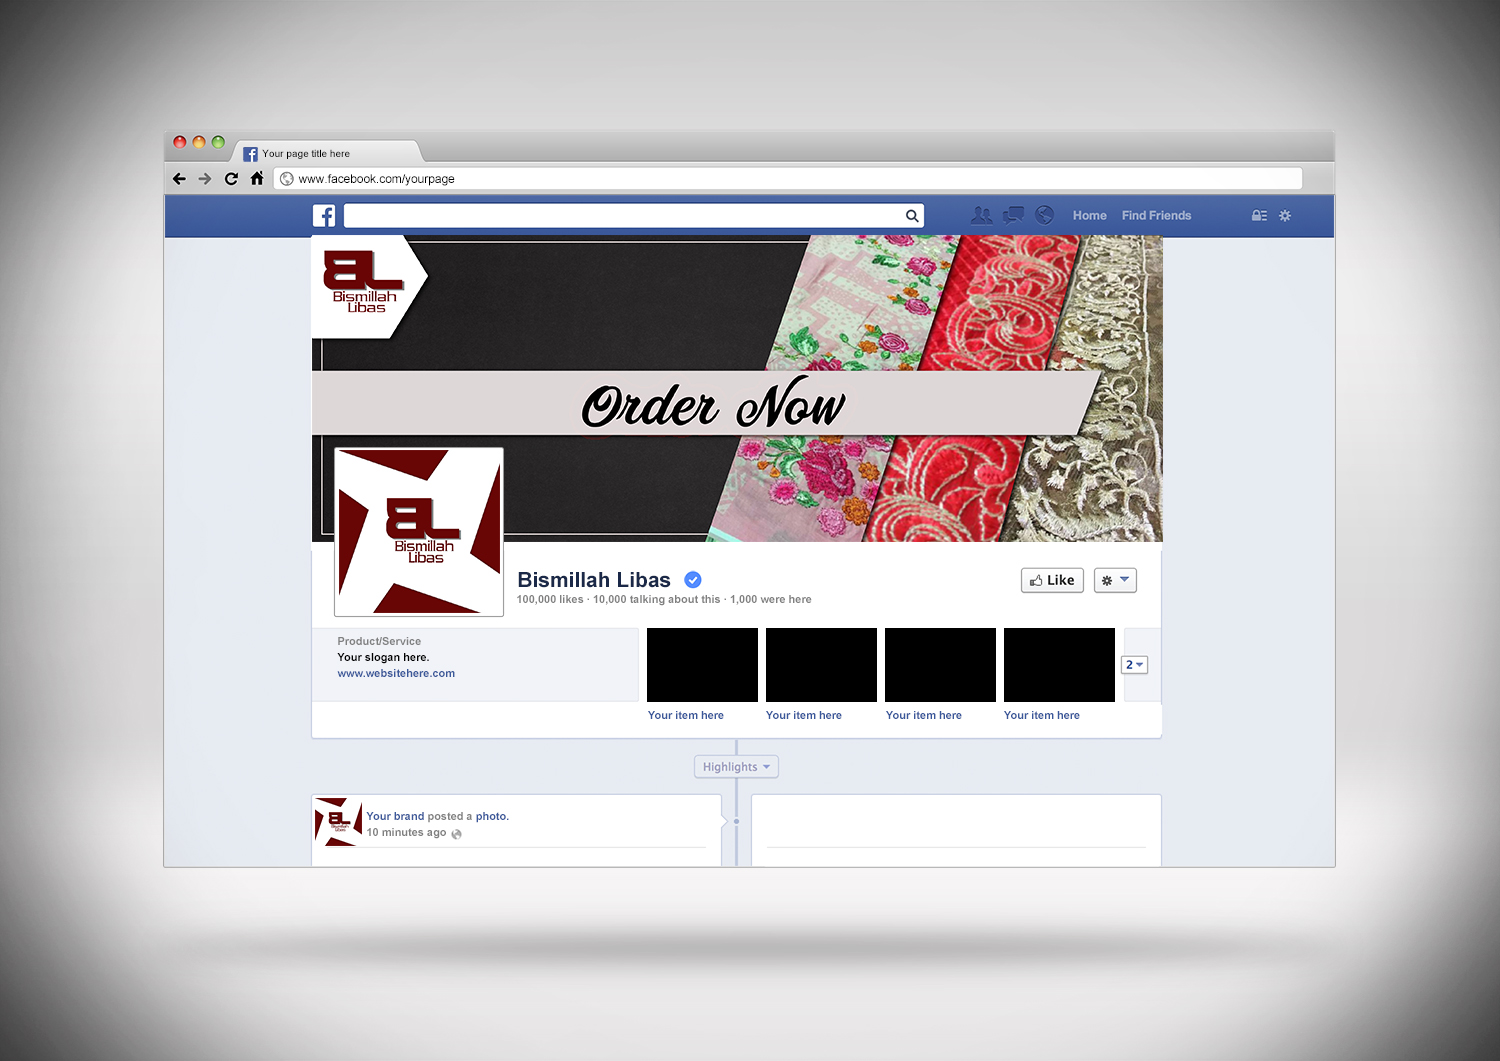 Your page title here
www.facebook.com/yourpage
f
Home Find Friends
BL
Bismillah
Libas
Order Now
BL
Bismillah
Libas
Bismillah Libas
100,000 likes · 10,000 talking about this · 1,000 were here
Like
Product/Service
Your slogan here.
www.websitehere.com
2
Your item here Your item here Your item here Your item here
Highlights
BL
Bismillah
Libas
Your brand posted a photo.
10 minutes ago